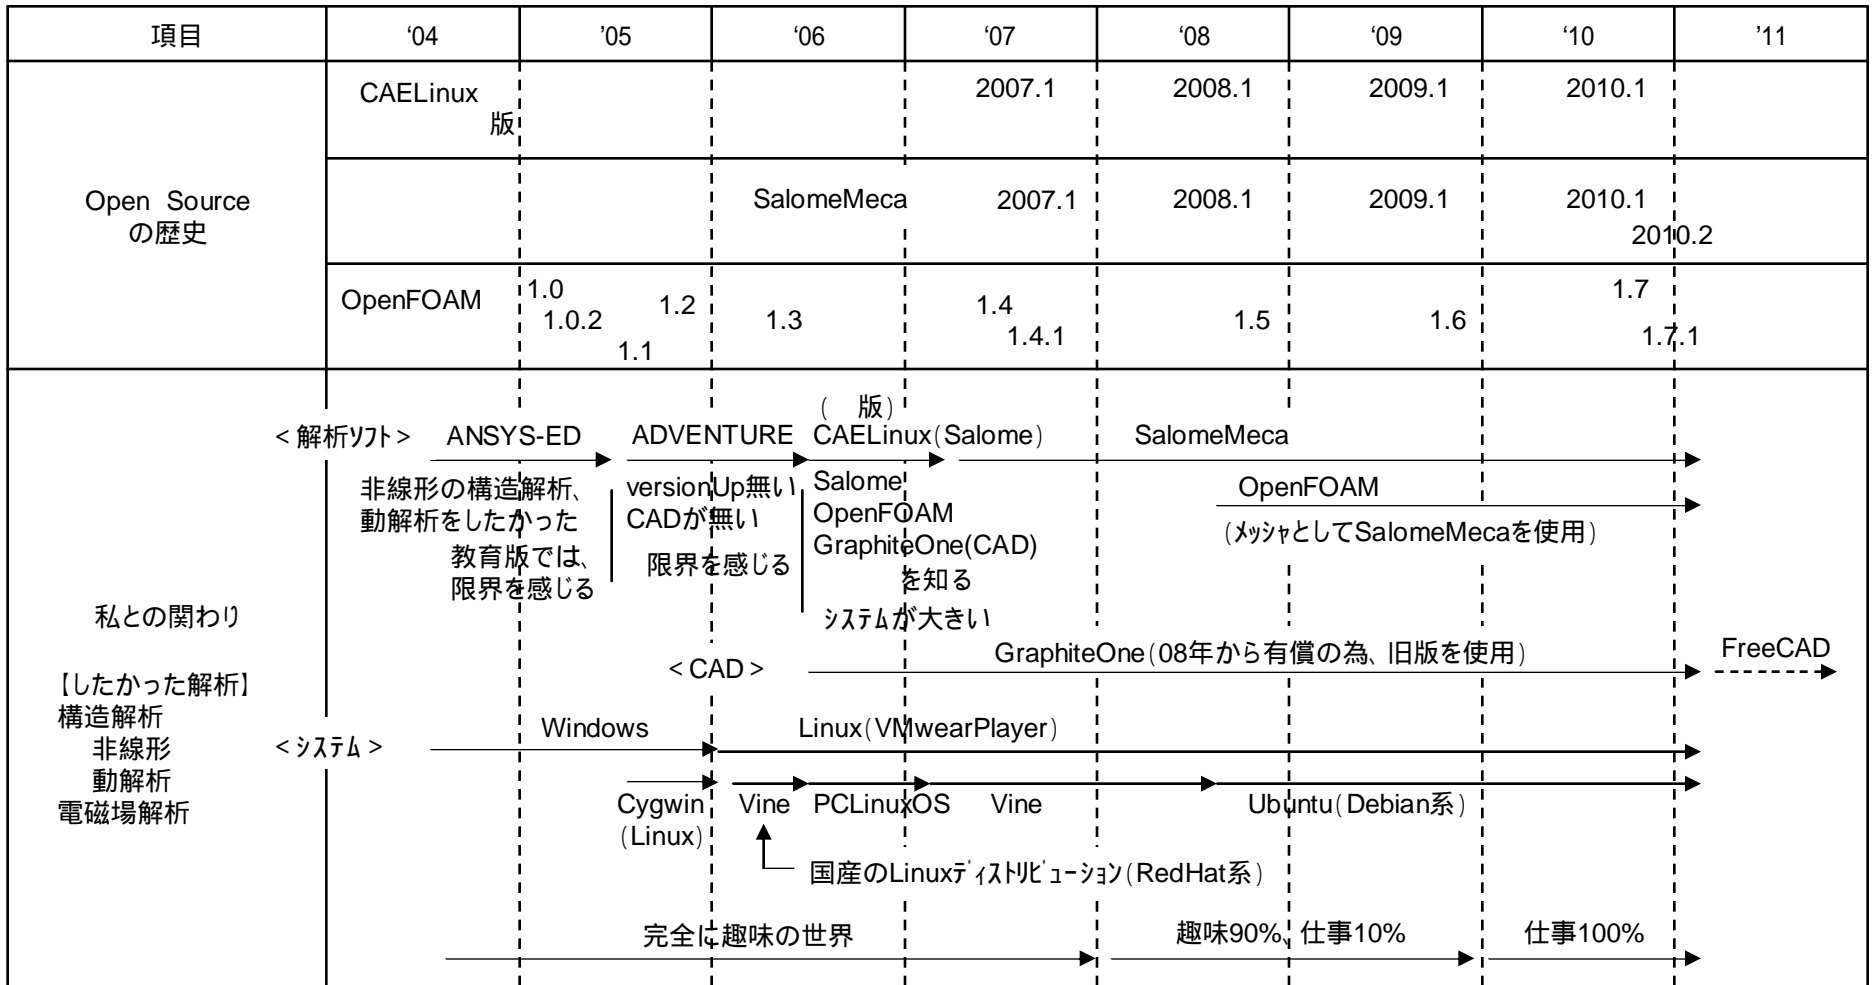 項目 ‘04 ’05 ‘06 ‘07 ‘08 ‘09 ‘10 ’11
Open Source
の歴史
CAELinux 2007.1 2008.1 2009.1 2010.1
版
SalomeMeca 2007.1 2008.1 2009.1 2010.1
2010.2
OpenFOAM 1.0 1.2 1.3 1.4 1.5 1.6 1.7
1.0.2 1.4.1 1.7.1
1.1
私との関わり
【したかった解析】
構造解析
非線形
動解析
電磁場解析
( 版)
<解析ソフト> ANSYS-ED ADVENTURE CAELinux(Salome) SalomeMeca
非線形の構造解析、
動解析をしたかった
教育版では、
限界を感じる
versionUp無い
CADが無い
限界を感じる
Salome
OpenFOAM
GraphiteOne(CAD)
を知る
システムが大きい
OpenFOAM
(メッシャとしてSalomeMecaを使用)
<CAD> GraphiteOne(08年から有償の為、旧版を使用) FreeCAD
<システム> Windows Linux(VMwearPlayer)
Cygwin Vine PCLinuxOS Vine Ubuntu(Debian系)
(Linux)
国産のLinuxディストリビューション(RedHat系)
完全に趣味の世界 趣味90%、仕事10% 仕事100%